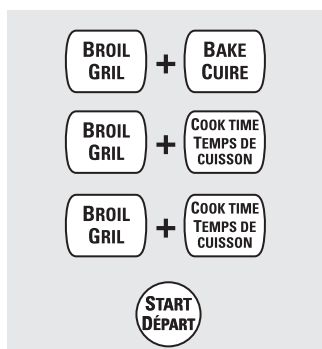 BROIL
GRIL
+
BAKE
CUIRE
BROIL
GRIL
+
COOK TIME
TEMPS DE
CUISSON
BROIL
GRIL
+
COOK TIME
TEMPS DE
CUISSON
START
DÉPART